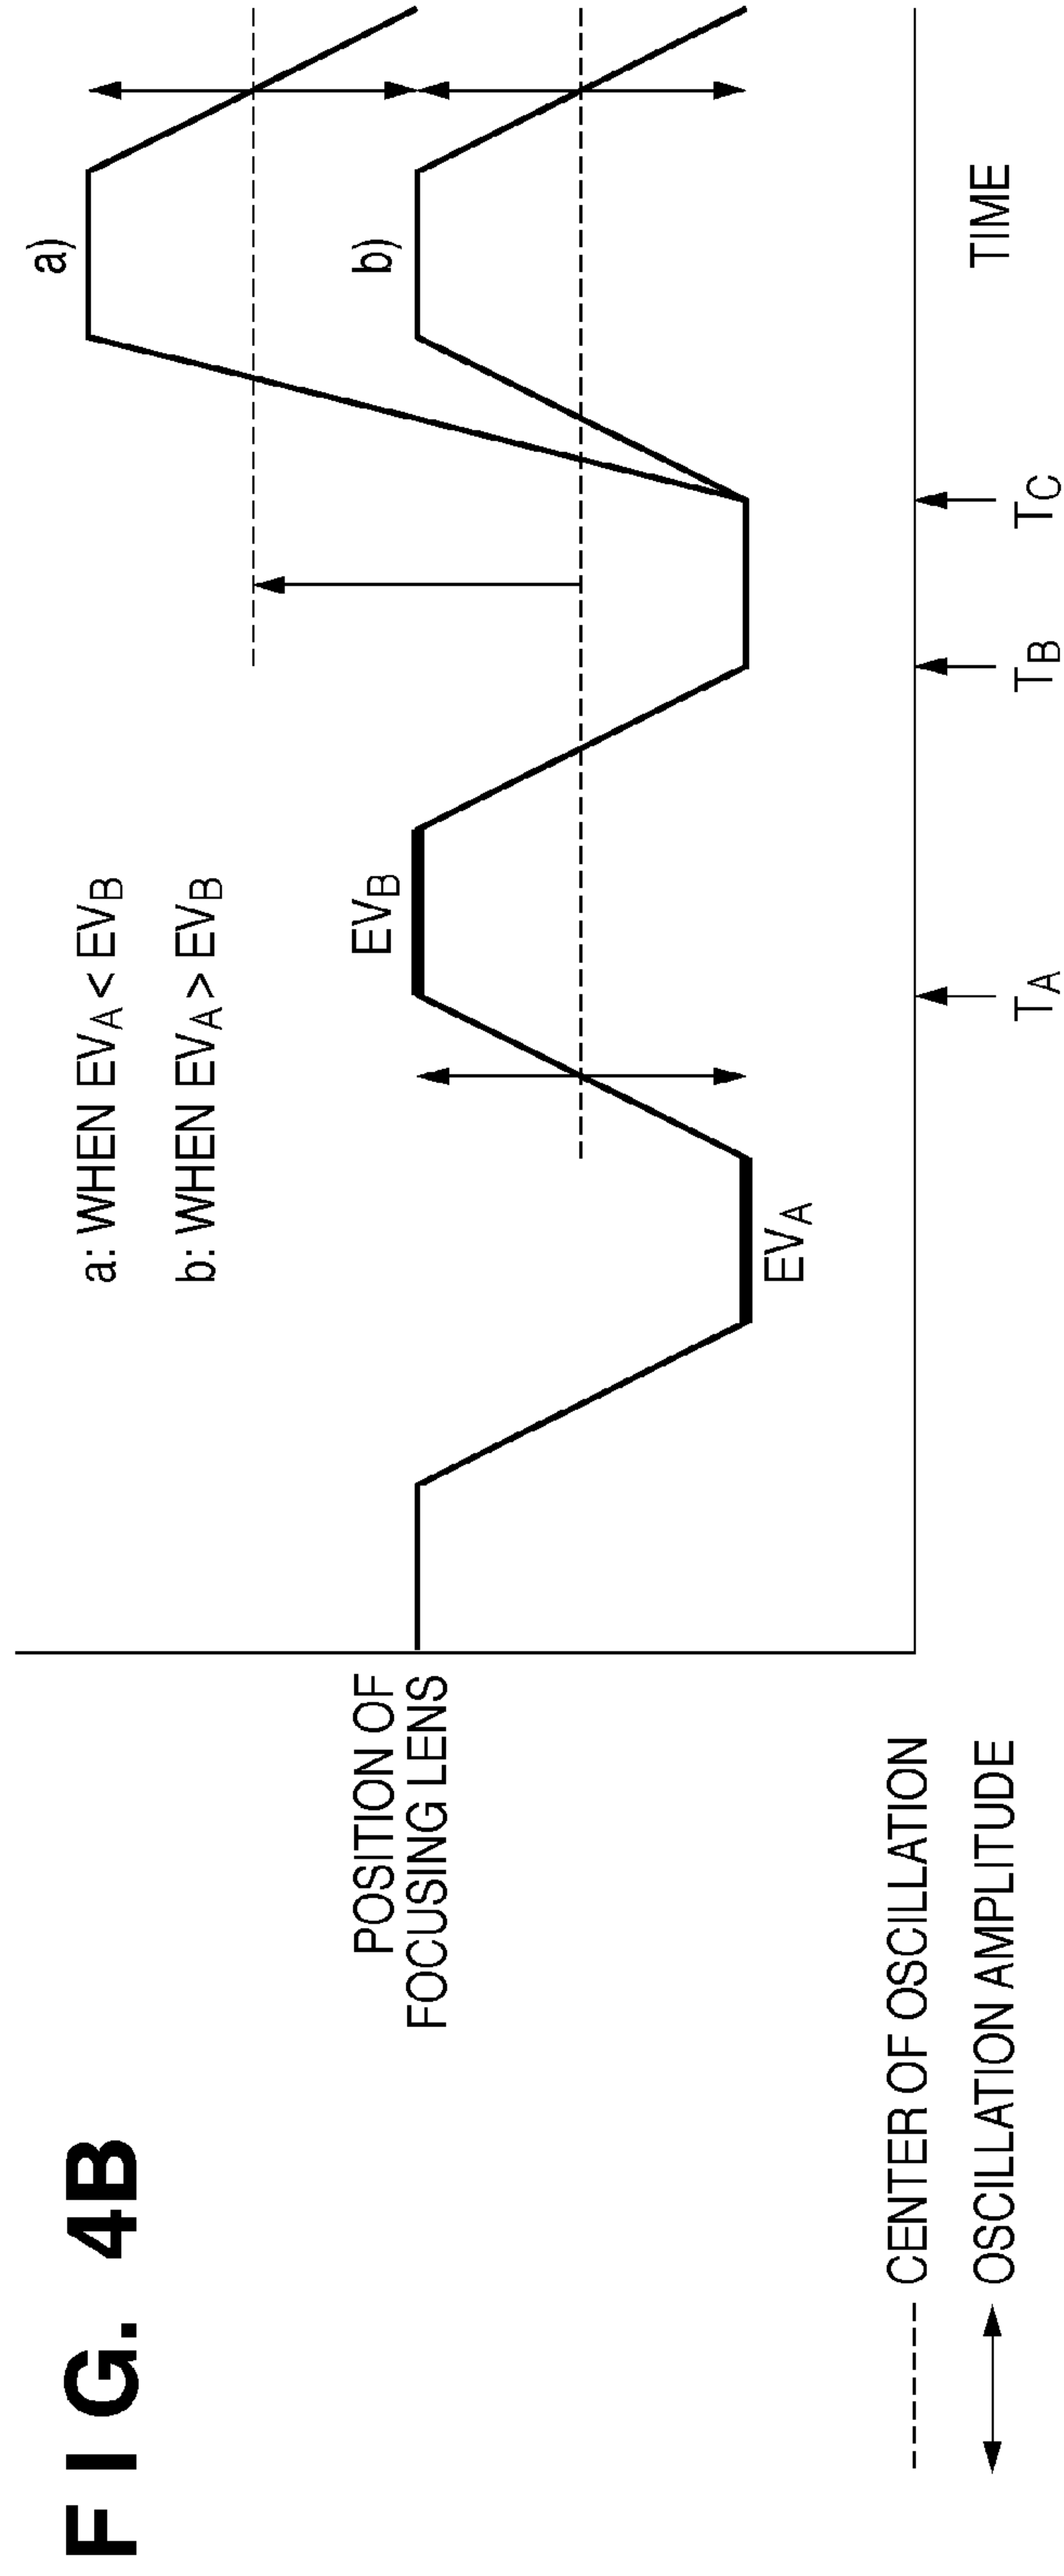 FIG. 4B
a: WHEN EVA < EVB
b: WHEN EVA > EVB
a)
b)
POSITION OF
FOCUSING LENS
EVB
EVA
TA
TB
TC
TIME
CENTER OF OSCILLATION
OSCILLATION AMPLITUDE